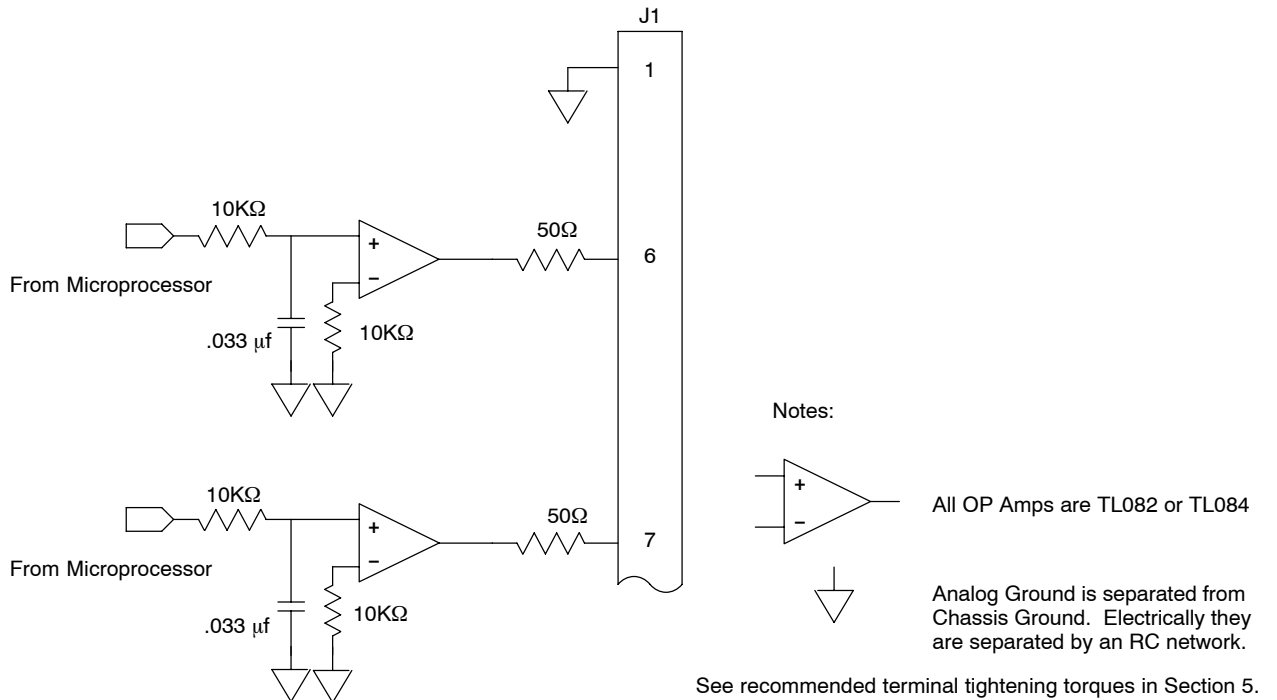 J1
1
10KΩ
50Ω
+
6
From Microprocessor
−
.033 μf
10KΩ
Notes:
10KΩ
+
All OP Amps are TL082 or TL084
−
50Ω
+
7
From Microprocessor
−
.033 μf
10KΩ
Analog Ground is separated from
Chassis Ground. Electrically they
are separated by an RC network.
See recommended terminal tightening torques in Section 5.